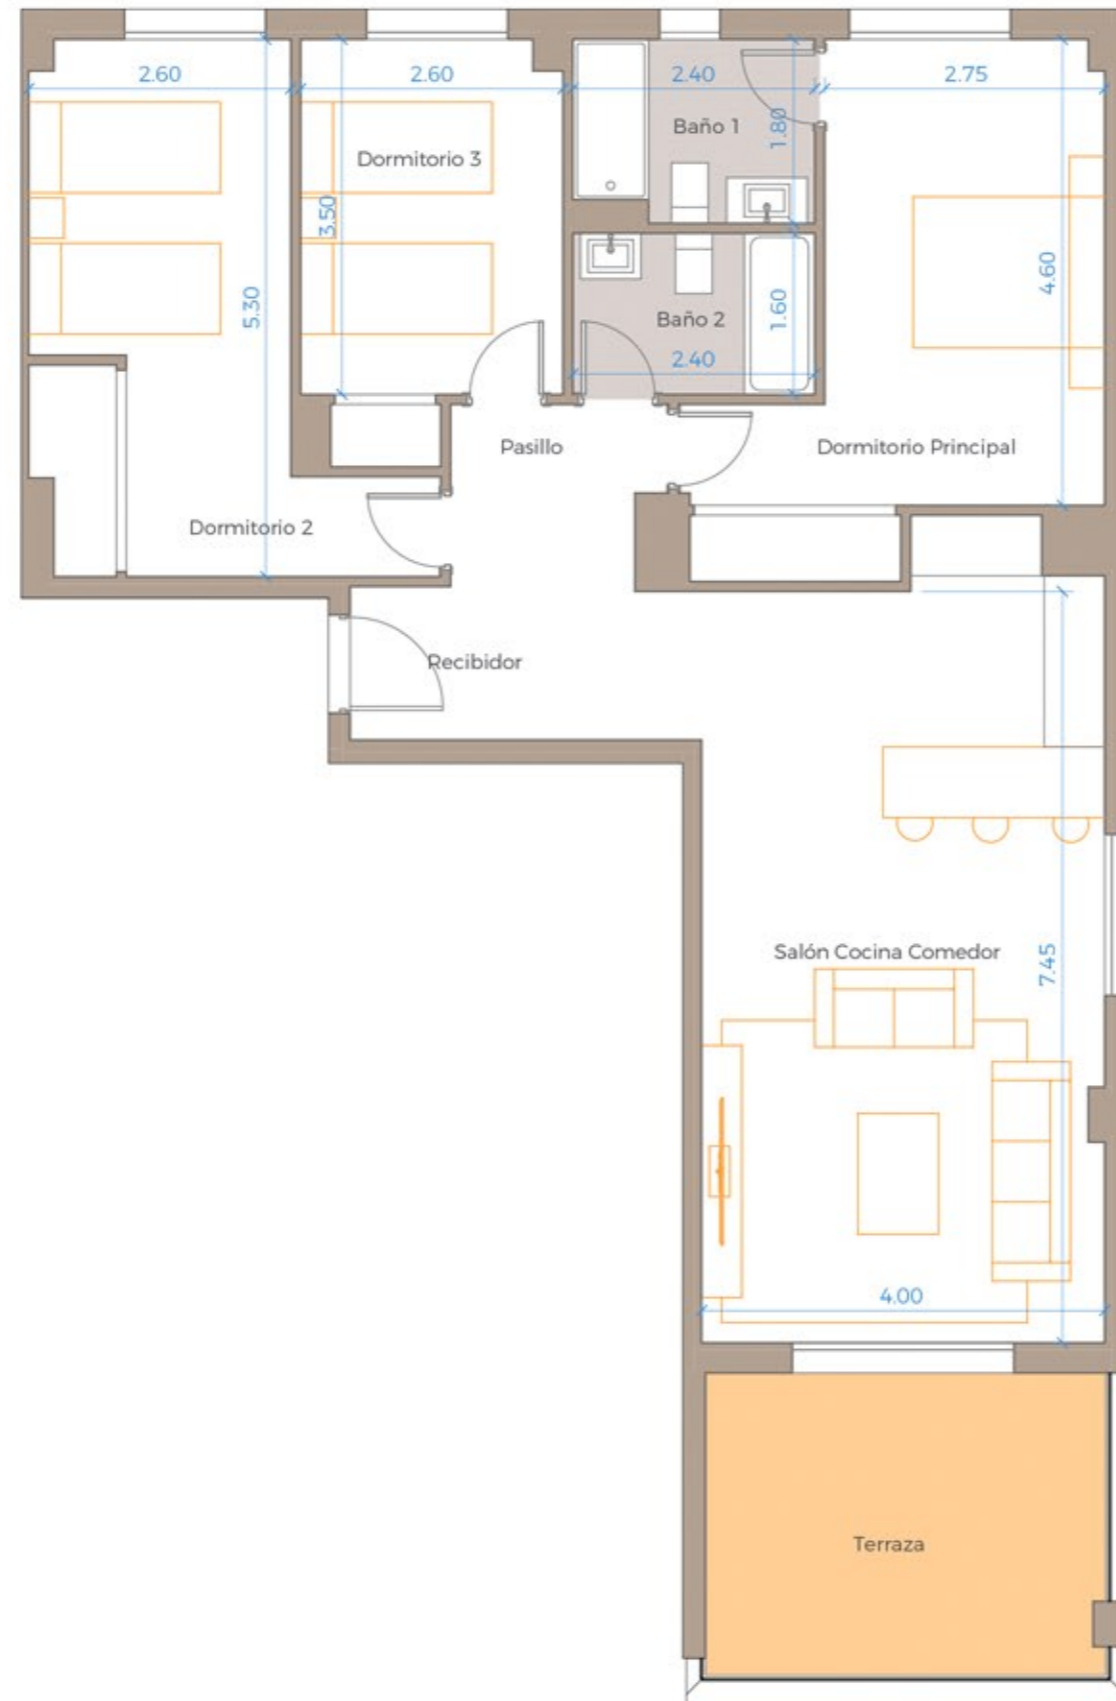 2.60
2.60
2.40
2.75
Baño 1
1.80
Dormitorio 3
3.50
4.60
5.30
Baño 2
1.60
2.40
Pasillo
Dormitorio Principal
Dormitorio 2
Recibidor
Salón Cocina Comedor
7.45
4.00
Terraza